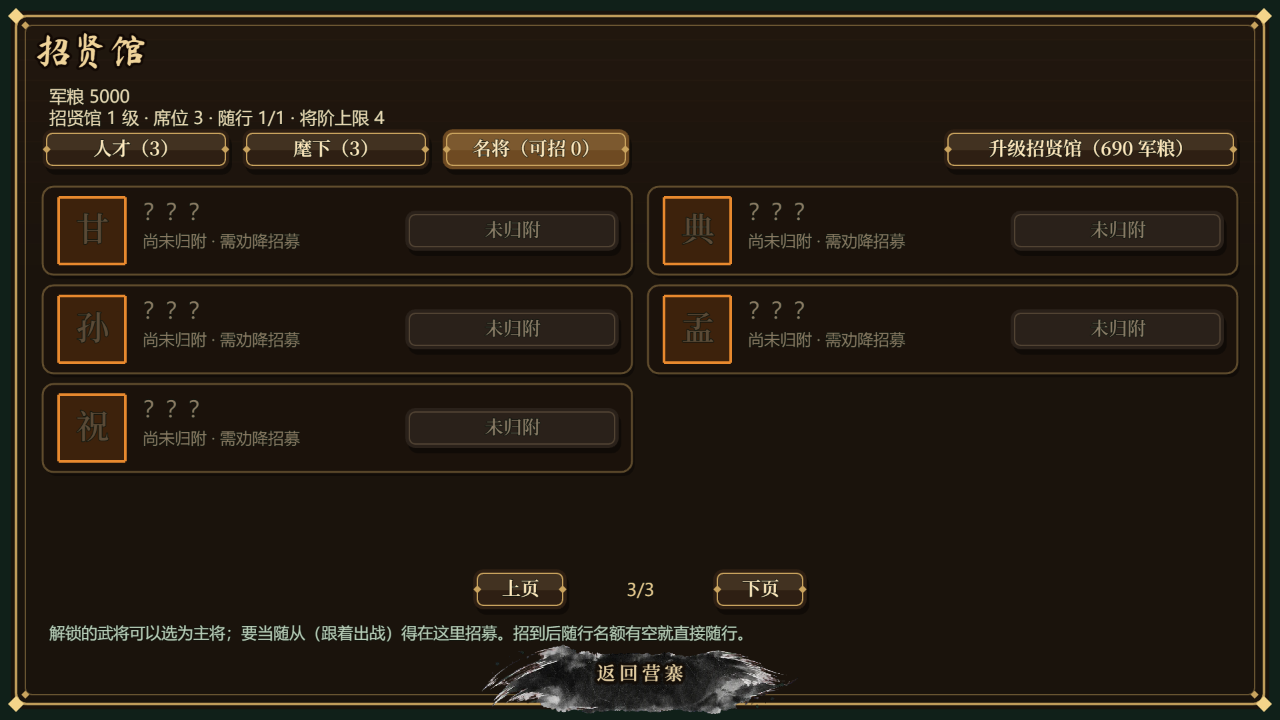 招贤馆
军粮 5000
招贤馆 1 级 · 席位 3 · 随行 1/1 · 将阶上限 4
人才（3）
麾下（3）
名将（可招 0）
升级招贤馆（690 军粮）
甘
？？？
尚未归附 · 需劝降招募
未归附
典
？？？
尚未归附 · 需劝降招募
未归附
孙
？？？
尚未归附 · 需劝降招募
未归附
孟
？？？
尚未归附 · 需劝降招募
未归附
祝
？？？
尚未归附 · 需劝降招募
未归附
上页
3/3
下页
解锁的武将可以选为主将；要当随从（跟着出战）得在这里招募。招到后随行名额有空就直接随行。
返回营寨